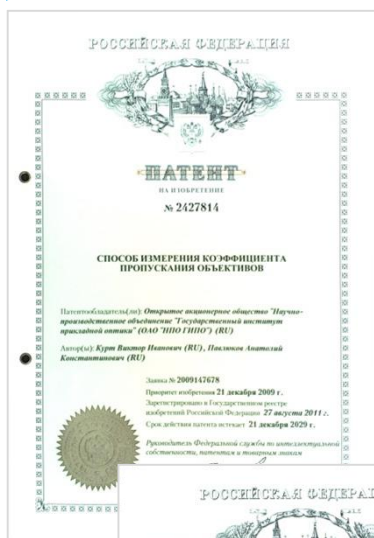 РОССИЙСКАЯ ФЕДЕРАЦИЯ
ПАТЕНТ
НА ИЗОБРЕТЕНИЕ
№ 2427814
СПОСОБ ИЗМЕРЕНИЯ КОЭФФИЦИЕНТА
ПРОПУСКАНИЯ ОБЪЕКТИВОВ
Патентообладатель(ли): Открытое акционерное общество "Научно-
производственное объединение "Государственный институт
прикладной оптики" (ОАО "НПО ГИПО") (RU)
Автор(ы): Курт Виктор Иванович (RU), Павлюков Анатолий
Константинович (RU)
Заявка № 2009147678
Приоритет изобретения 21 декабря 2009 г.
Зарегистрировано в Государственном реестре
изобретений Российской Федерации 27 августа 2011 г.
Срок действия патента истекает 21 декабря 2029 г.
Руководитель Федеральной службы по интеллектуальной
собственности, патентам и товарным знакам
РОССИЙСКАЯ ФЕДЕРАЦ